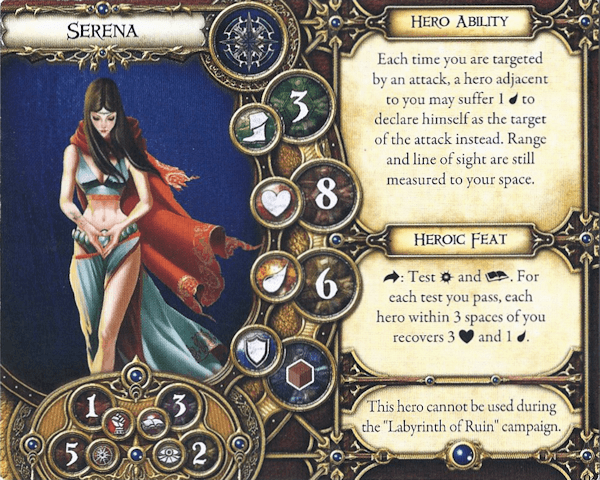 SERENA
3
8
6
1 3
5 2
HERO ABILITY
Each time you are targeted
by an attack, a hero adjacent
to you may suffer 1 to
declare himself as the target
of the attack instead. Range
and line of sight are still
measured to your space.
HEROIC FEAT
: Test and . For
each test you pass, each
hero within 3 spaces of you
recovers 3 and 1 .
This hero cannot be used during
the "Labyrinth of Ruin" campaign.